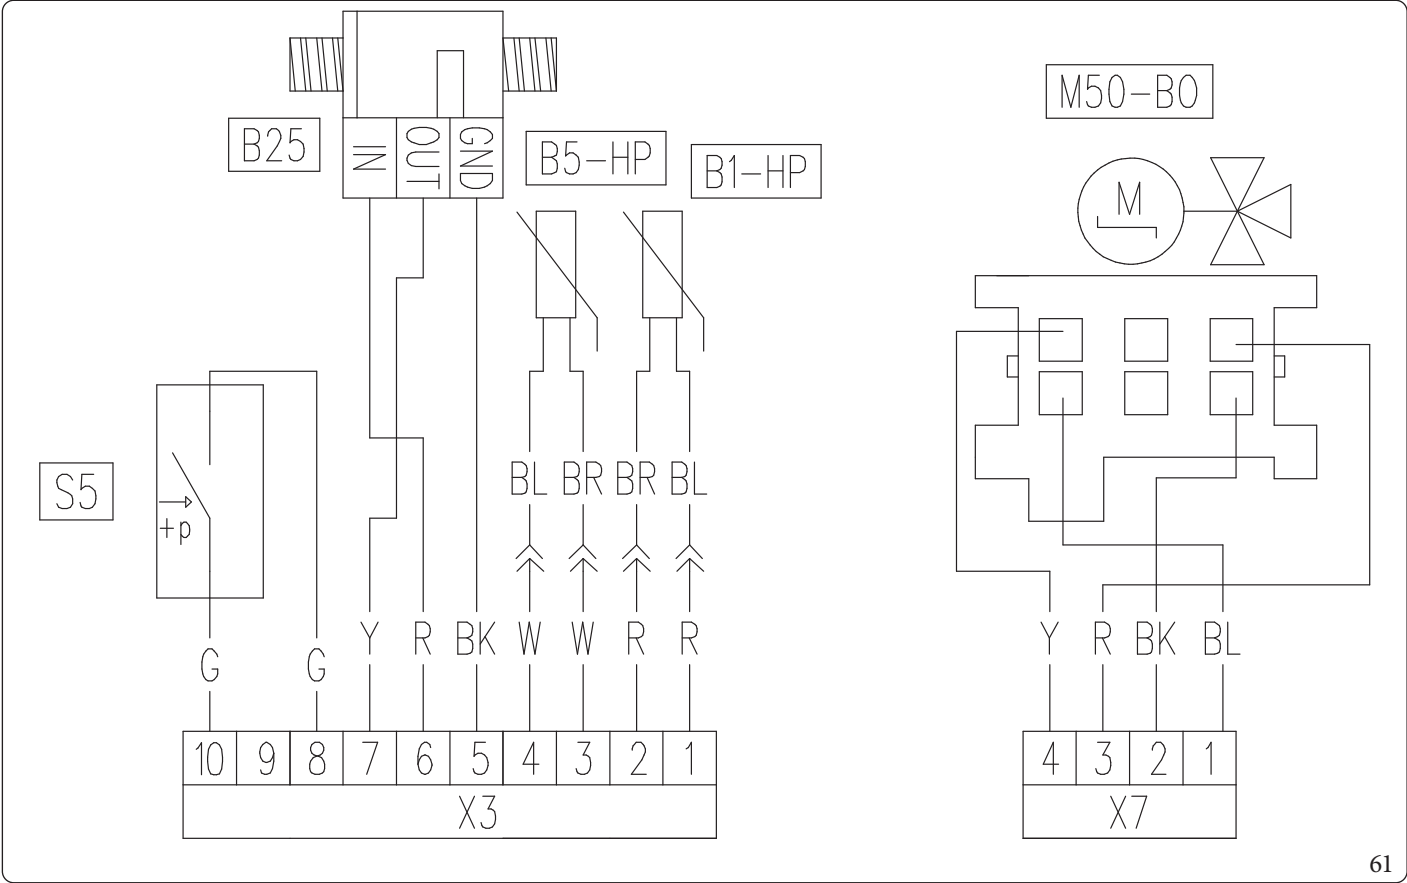 M50-B0
B25
IN
OUT
GND
B5-HP
B1-HP
M
S5
+p
BL BR BR BL
G G Y R BK W W R R
Y R BK BL
10 9 8 7 6 5 4 3 2 1
X3
4 3 2 1
X7
61